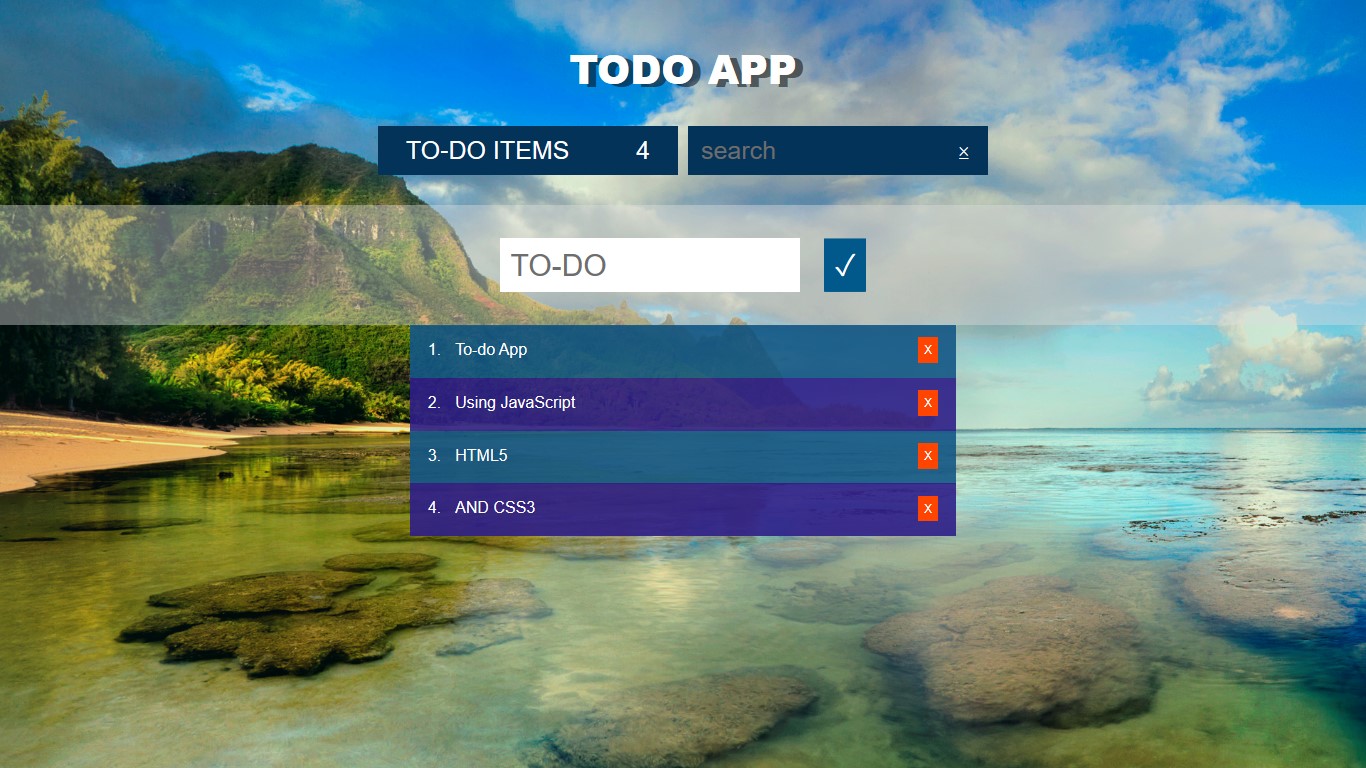 TODO APP
TO-DO ITEMS 4
search x
TO-DO ✓
1. To-do App x
2. Using JavaScript x
3. HTML5 x
4. AND CSS3 x